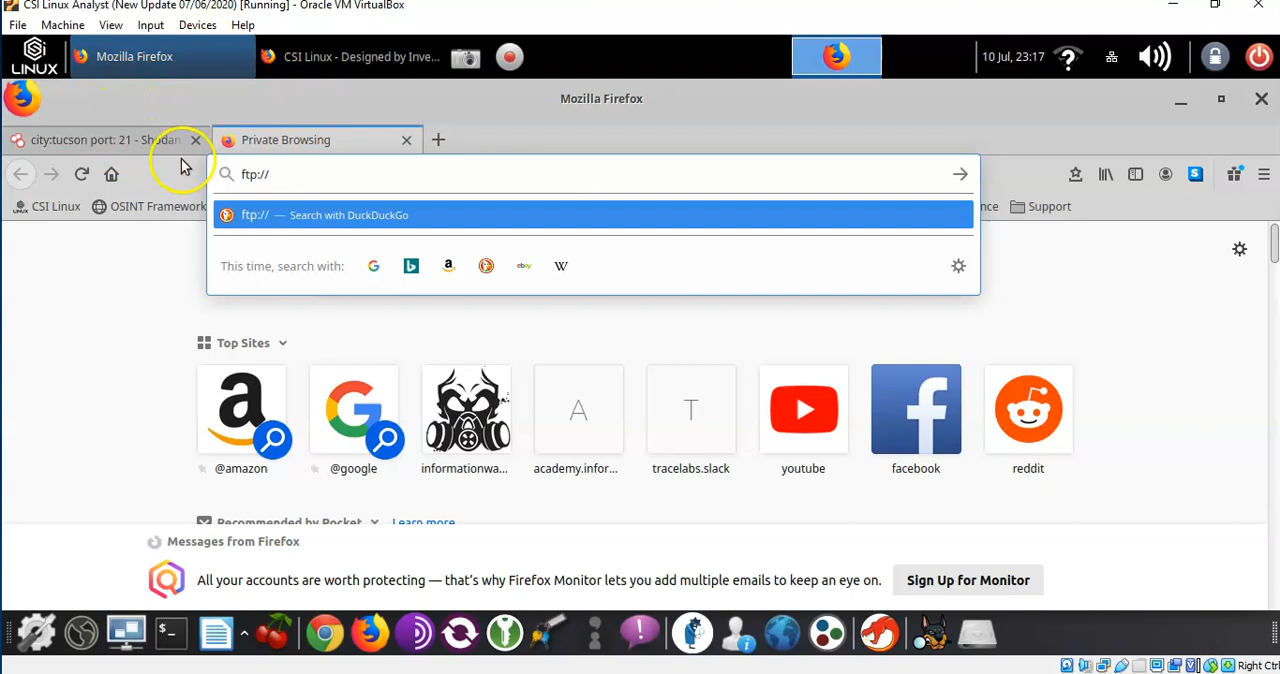 CSI Linux Analyst (New Update 07/06/2020) [Running] - Oracle VM VirtualBox
File Machine View Input Devices Help
SI
LINUX
Mozilla Firefox
CSI Linux - Designed by Inve...
10 Jul, 23:17
Mozilla Firefox
city:tucson port: 21 - Shodan
Private Browsing
ftp://
CSI Linux
OSINT Framework
ftp:// — Search with DuckDuckGo
nce
Support
This time, search with:
a
ebay
W
Top Sites
a
A
T
@amazon
@google
informationwa...
academy.infor...
tracelabs.slack
youtube
facebook
reddit
Recommended by Pocket
Learn more
Messages from Firefox
All your accounts are worth protecting — that's why Firefox Monitor lets you add multiple emails to keep an eye on.
Sign Up for Monitor
Right Ctrl